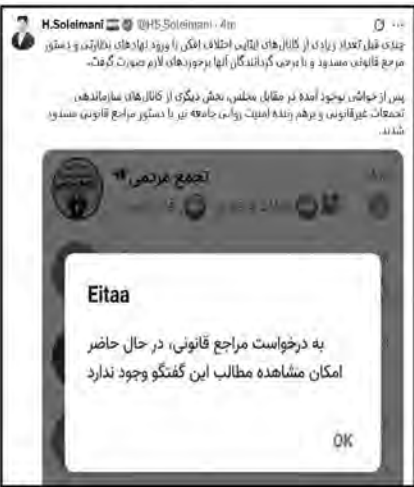 H.Soleimani @HS_Soleimani · 4m
چندی قبل تعداد زیادی از کانال‌های ایتایی اختلاف افکن با ورود نهادهای نظارتی و دستور
مرجع قانونی مسدود و با برخی گردانندگان آنها برخوردهای لازم صورت گرفت.
پس از حواشی بوجود آمده در مقابل مجلس، بخش دیگری از کانال‌های سازماندهی
تجمعات غیرقانونی و برهم زننده امنیت روانی جامعه نیز با دستور مراجع قانونی مسدود
شدند.
تجمع مردمی
Eitaa
به درخواست مراجع قانونی، در حال حاضر
امکان مشاهده مطالب این گفتگو وجود ندارد
OK